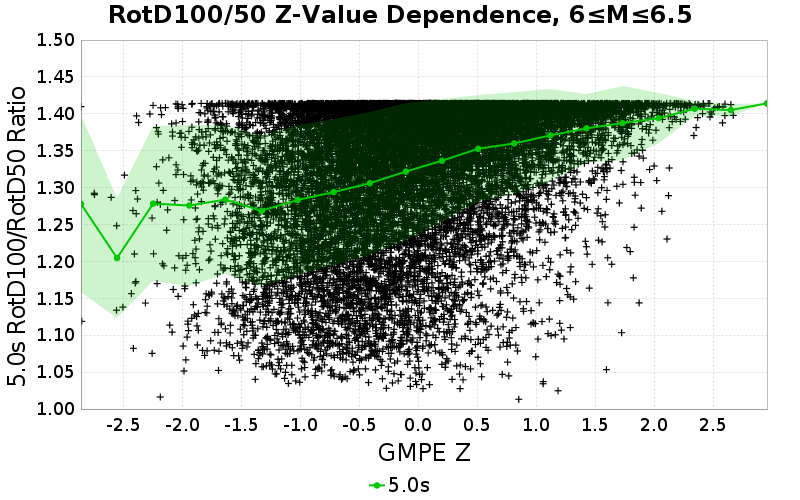 RotD100/50 Z-Value Dependence, 6≤M≤6.5
1.50
1.45
1.40
1.35
1.30
1.25
1.20
1.15
1.10
1.05
1.00
5.0s RotD100/RotD50 Ratio
-2.5 -2.0 -1.5 -1.0 -0.5 0.0 0.5 1.0 1.5 2.0 2.5
GMPE Z
5.0s